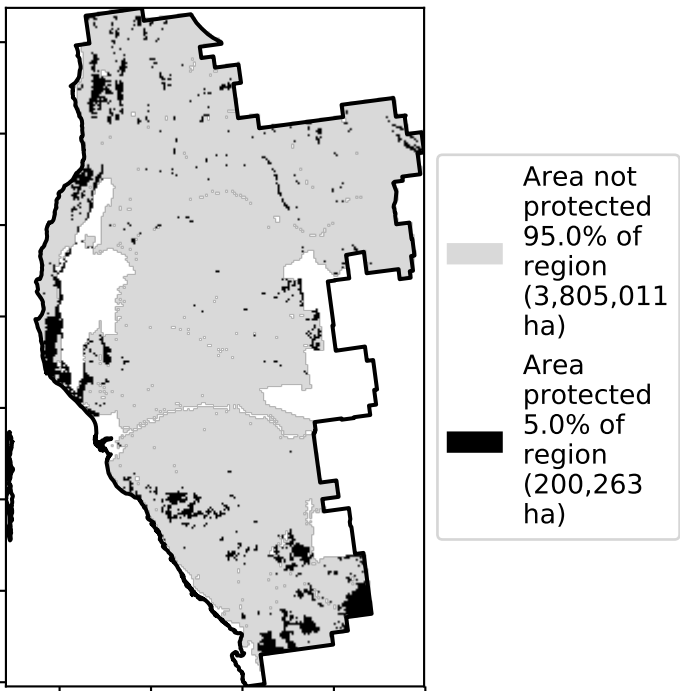 Area not
protected
95.0% of
region
(3,805,011
ha)
Area
protected
5.0% of
region
(200,263
ha)